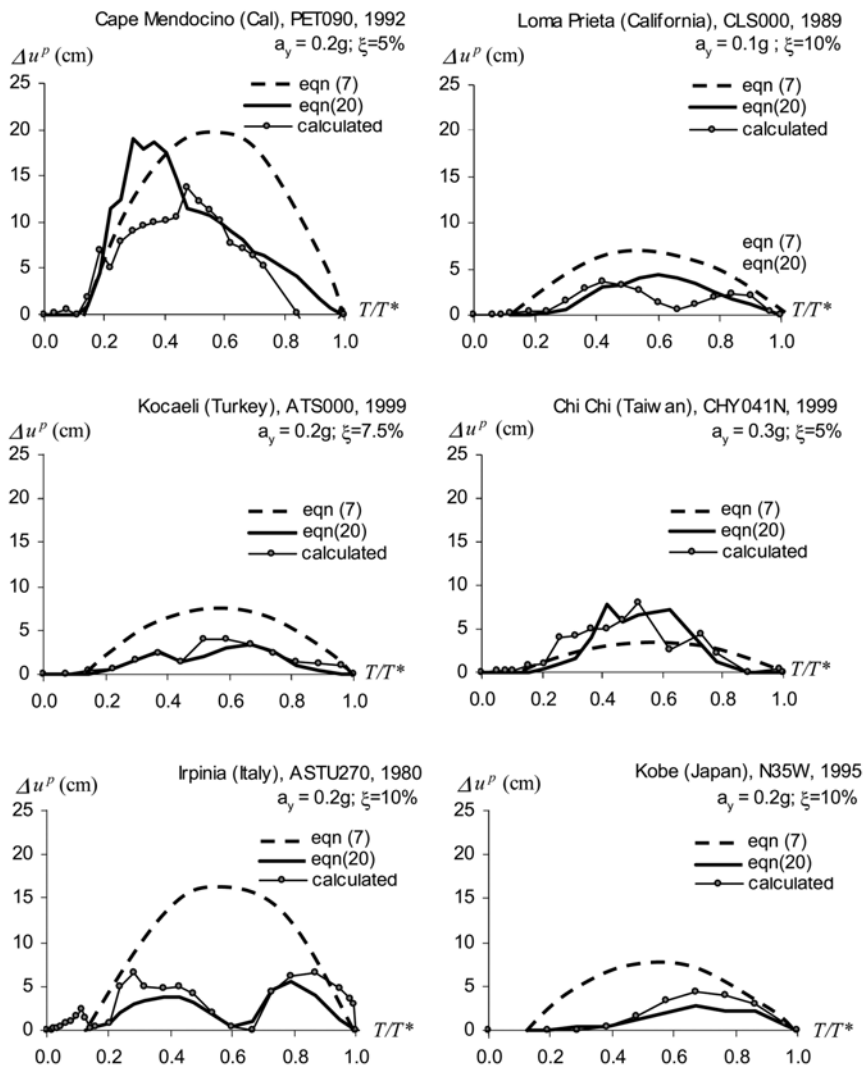 Cape Mendocino (Cal), PET090, 1992
a_y = 0.2g; ξ=5%
Δu^p (cm)
eqn (7)
eqn(20)
calculated
25
20
15
10
5
0
T/T*
0.0 0.2 0.4 0.6 0.8 1.0
Loma Prieta (California), CLS000, 1989
a_y = 0.1g ; ξ=10%
Δu^p (cm)
eqn (7)
eqn(20)
calculated
25
20
15
10
5
0
eqn (7)
eqn(20)
T/T*
0.0 0.2 0.4 0.6 0.8 1.0
Kocaeli (Turkey), ATS000, 1999
a_y = 0.2g; ξ=7.5%
Δu^p (cm)
eqn (7)
eqn(20)
calculated
25
20
15
10
5
0
T/T*
0.0 0.2 0.4 0.6 0.8 1.0
Chi Chi (Taiwan), CHY041N, 1999
a_y = 0.3g; ξ=5%
Δu^p (cm)
eqn (7)
eqn(20)
calculated
25
20
15
10
5
0
T/T*
0.0 0.2 0.4 0.6 0.8 1.0
Irpinia (Italy), ASTU270, 1980
a_y = 0.2g; ξ=10%
Δu^p (cm)
eqn (7)
eqn(20)
calculated
25
20
15
10
5
0
T/T*
0.0 0.2 0.4 0.6 0.8 1.0
Kobe (Japan), N35W, 1995
a_y = 0.2g; ξ=10%
Δu^p (cm)
eqn (7)
eqn(20)
calculated
25
20
15
10
5
0
T/T*
0.0 0.2 0.4 0.6 0.8 1.0